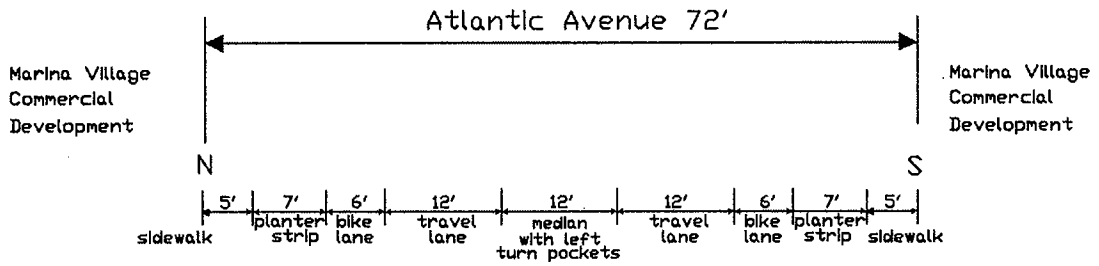 Atlantic Avenue 72'
Marina Village
Commercial
Development
Marina Village
Commercial
Development
N
S
5' 7' 6' 12' 12' 12' 6' 7' 5'
sidewalk
planter
strip
bike
lane
travel
lane
median
with left
turn pockets
travel
lane
bike
lane
planter
strip
sidewalk